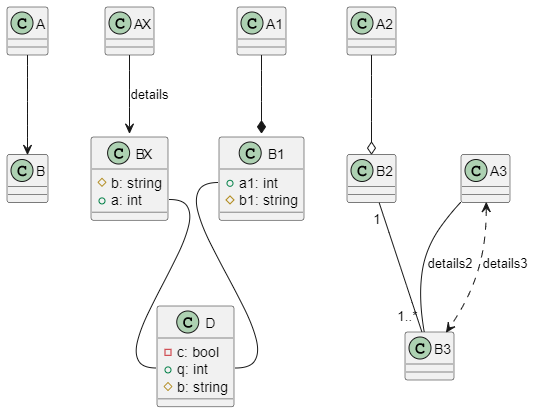 C A
C AX
C A1
C A2
details
C B
C BX
b: string
a: int
C B1
a1: int
b1: string
C B2
C A3
1
details2
details3
1..*
C D
c: bool
q: int
b: string
C B3